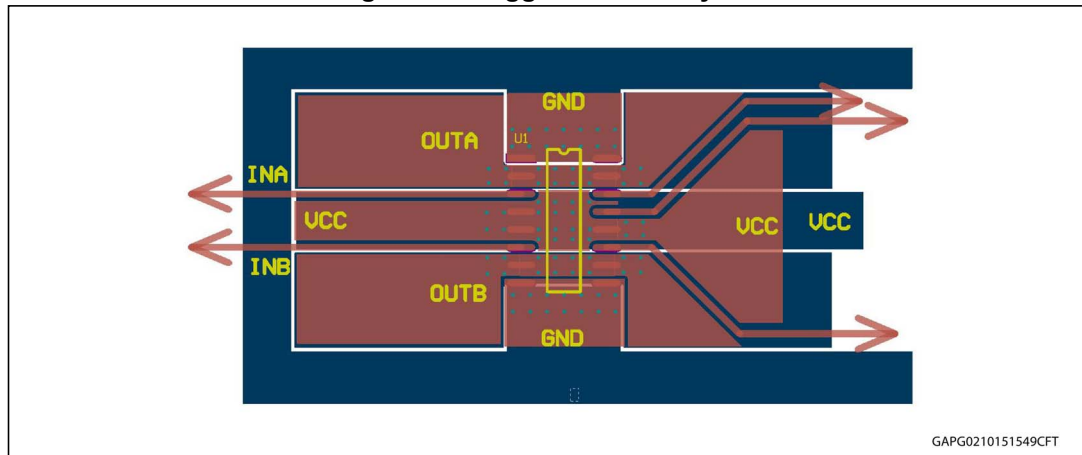 GND
U1
OUTA
INA
VCC
VCC
VCC
INB
OUTB
GND
GAPG0210151549CFT